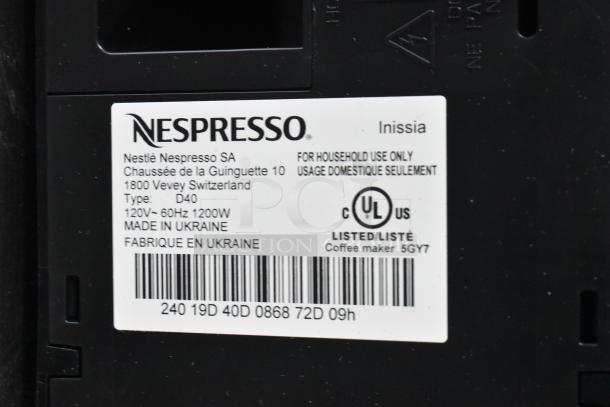 NESPRESSO. Inissia
Nestlé Nespresso SA
Chaussée de la Guinguette 10
1800 Vevey Switzerland
Type: D40
120V~ 60Hz 1200W
MADE IN UKRAINE
FABRIQUE EN UKRAINE
FOR HOUSEHOLD USE ONLY
USAGE DOMESTIQUE SEULEMENT
C UL US
LISTED/LISTÉ
Coffee maker 5GY7
240 19D 40D 0868 72D 09h
NE PA